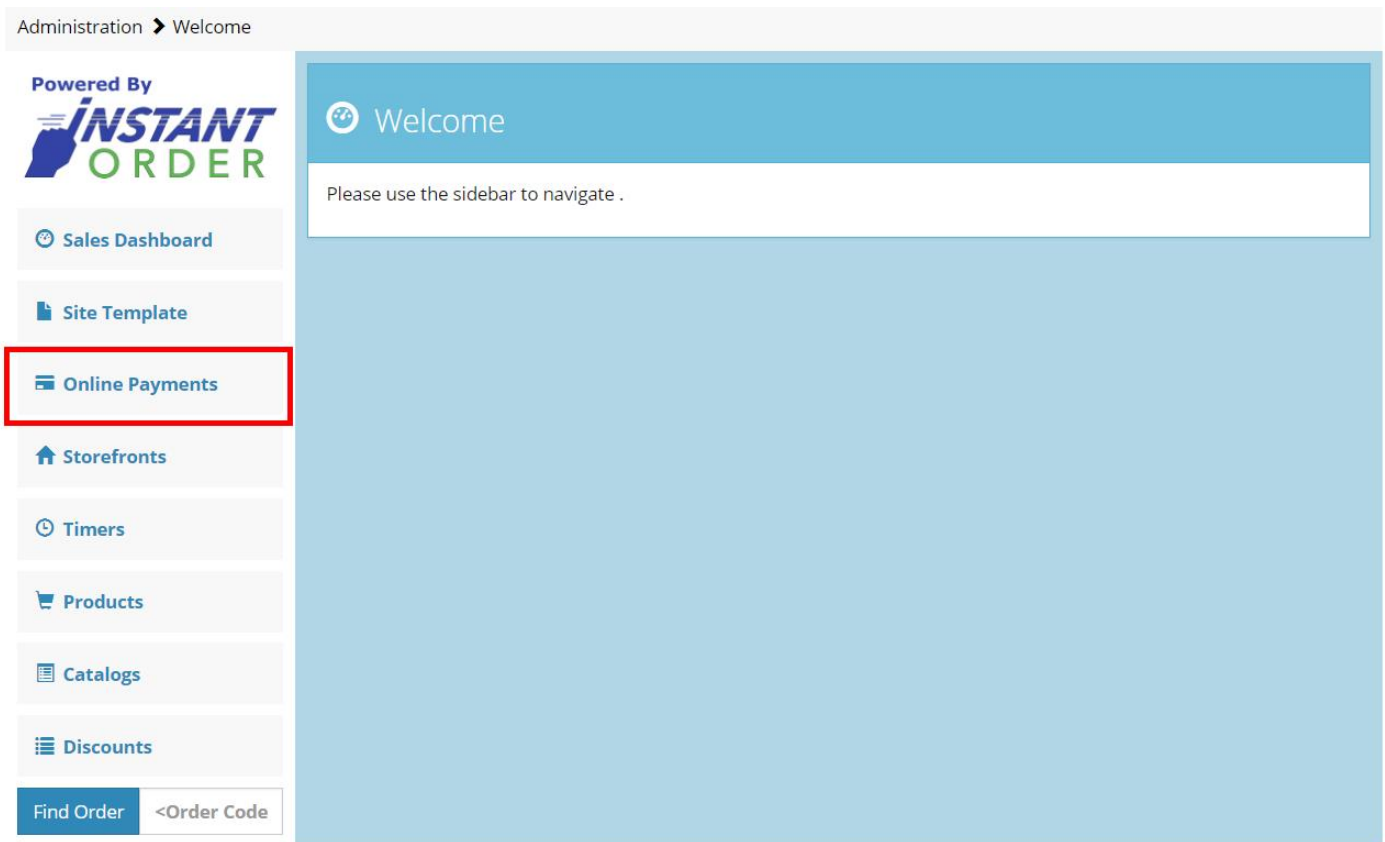 Administration > Welcome
Powered By
INSTANT
ORDER
Welcome
Please use the sidebar to navigate .
Sales Dashboard
Site Template
Online Payments
Storefronts
Timers
Products
Catalogs
Discounts
Find Order <Order Code